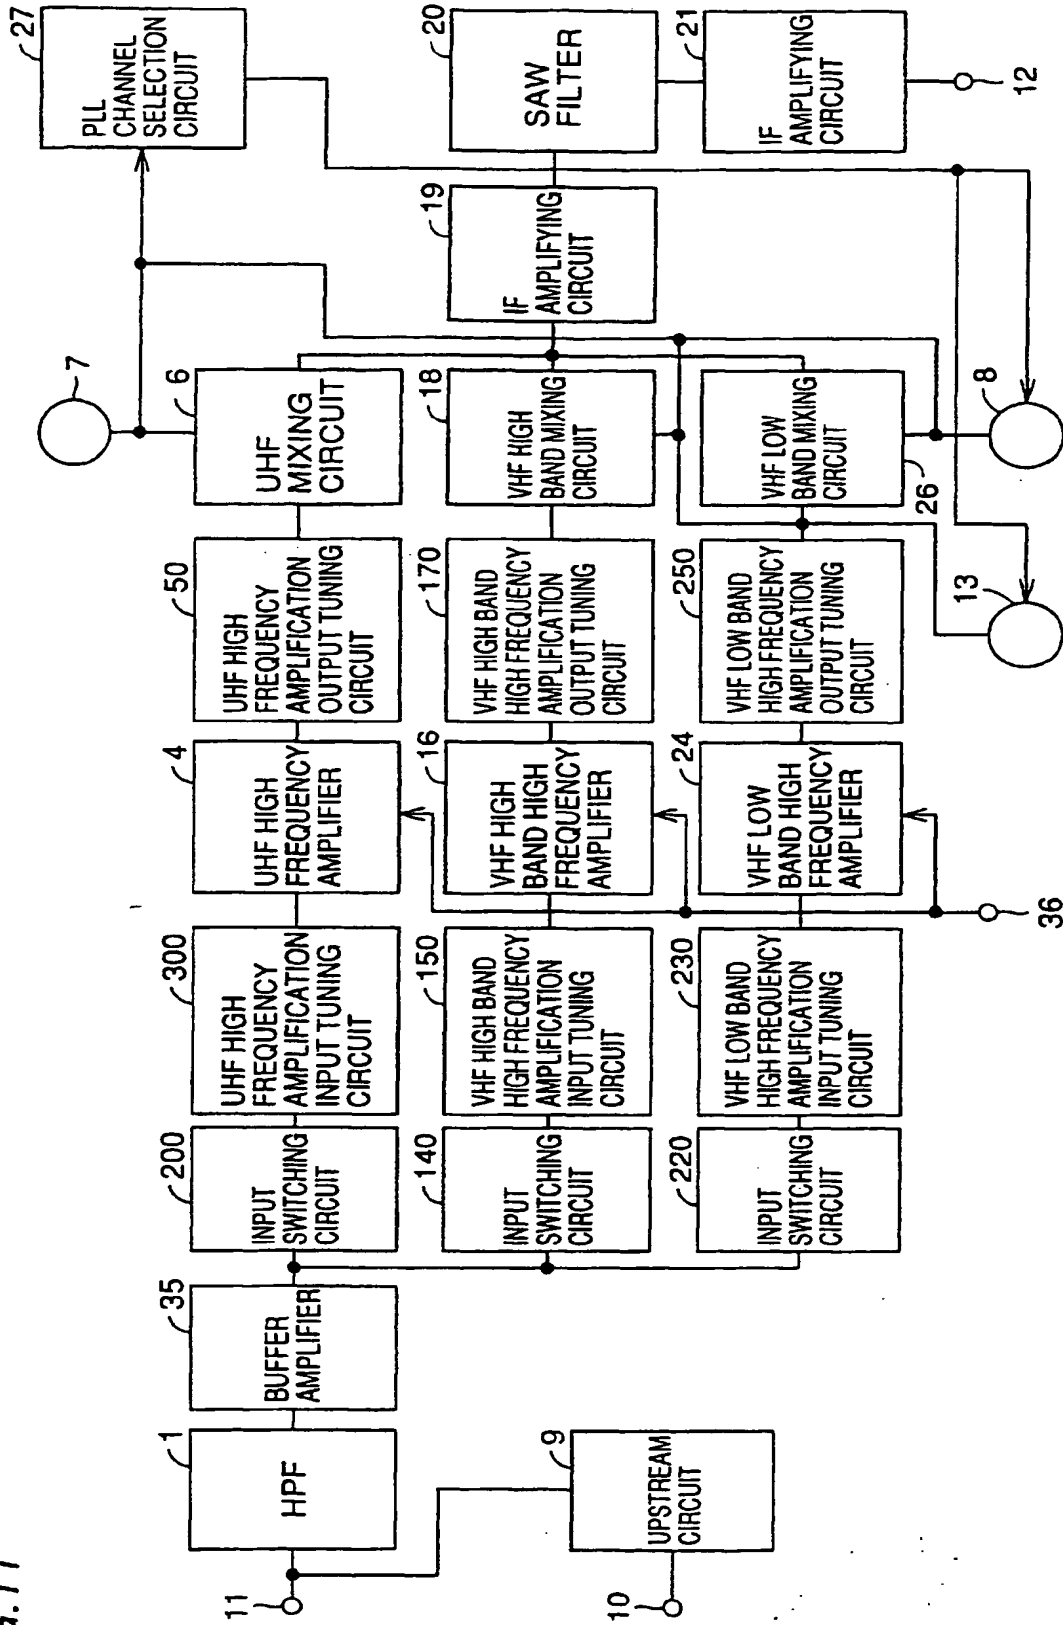 11
1
HPF
10
9
UPSTREAM
CIRCUIT
35
BUFFER
AMPLIFIER
200
INPUT
SWITCHING
CIRCUIT
300
UHF HIGH
FREQUENCY
AMPLIFICATION
INPUT TUNING
CIRCUIT
4
UHF HIGH
FREQUENCY
AMPLIFIER
50
UHF HIGH
FREQUENCY
AMPLIFICATION
OUTPUT TUNING
CIRCUIT
6
UHF
MIXING
CIRCUIT
7
27
PLL
CHANNEL
SELECTION
CIRCUIT
140
INPUT
SWITCHING
CIRCUIT
150
VHF HIGH BAND
HIGH FREQUENCY
AMPLIFICATION
INPUT TUNING
CIRCUIT
16
VHF HIGH
BAND HIGH
FREQUENCY
AMPLIFIER
170
VHF HIGH BAND
HIGH FREQUENCY
AMPLIFICATION
OUTPUT TUNING
CIRCUIT
18
VHF HIGH
BAND MIXING
CIRCUIT
19
IF
AMPLIFYING
CIRCUIT
20
SAW
FILTER
220
INPUT
SWITCHING
CIRCUIT
230
VHF LOW BAND
HIGH FREQUENCY
AMPLIFICATION
INPUT TUNING
CIRCUIT
24
VHF LOW
BAND HIGH
FREQUENCY
AMPLIFIER
250
VHF LOW BAND
HIGH FREQUENCY
AMPLIFICATION
OUTPUT TUNING
CIRCUIT
VHF LOW
BAND MIXING
CIRCUIT
26
21
IF
AMPLIFYING
CIRCUIT
36
13
8
12